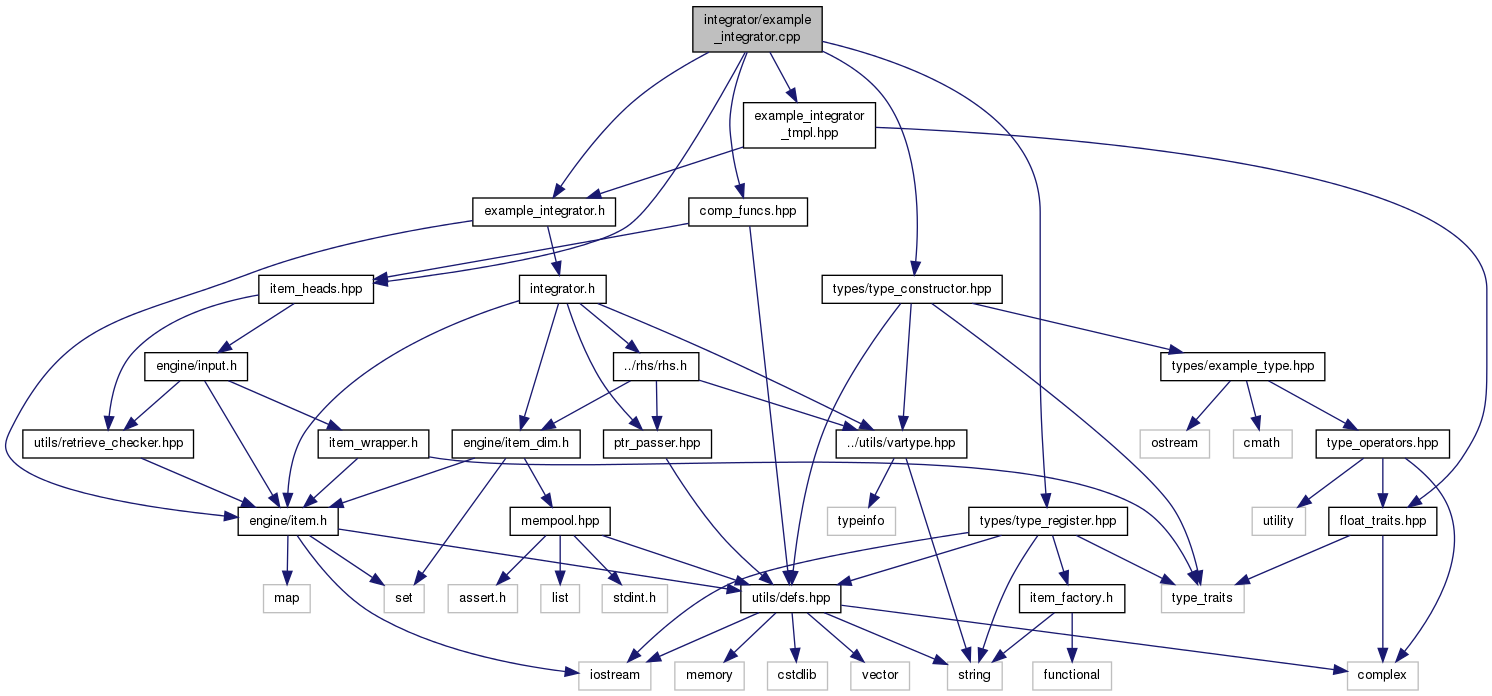 integrator/example
_integrator.cpp
example_integrator
_tmpl.hpp
example_integrator.h
comp_funcs.hpp
item_heads.hpp
integrator.h
types/type_constructor.hpp
engine/input.h
../rhs/rhs.h
types/example_type.hpp
utils/retrieve_checker.hpp
item_wrapper.h
engine/item_dim.h
ptr_passer.hpp
../utils/vartype.hpp
ostream
cmath
type_operators.hpp
engine/item.h
mempool.hpp
typeinfo
types/type_register.hpp
utility
float_traits.hpp
map
set
assert.h
list
stdint.h
utils/defs.hpp
item_factory.h
type_traits
iostream
memory
cstdlib
vector
string
functional
complex